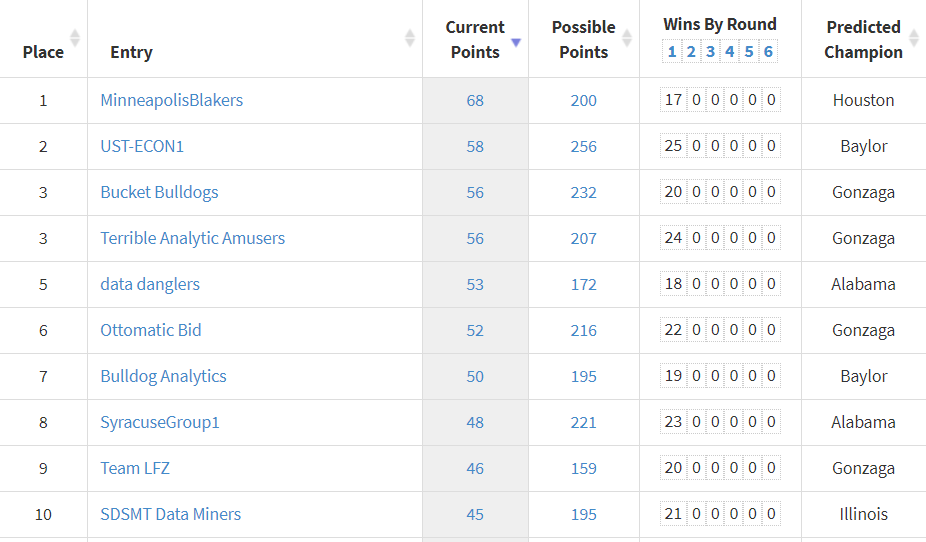 Place Entry Current Points Possible Points Wins By Round 1 2 3 4 5 6 Predicted Champion
1 MinneapolisBlakers 68 200 17 0 0 0 0 0 Houston
2 UST-ECON1 58 256 25 0 0 0 0 0 Baylor
3 Bucket Bulldogs 56 232 20 0 0 0 0 0 Gonzaga
3 Terrible Analytic Amusers 56 207 24 0 0 0 0 0 Gonzaga
5 data danglers 53 172 18 0 0 0 0 0 Alabama
6 Ottomatic Bid 52 216 22 0 0 0 0 0 Gonzaga
7 Bulldog Analytics 50 195 19 0 0 0 0 0 Baylor
8 SyracuseGroup1 48 221 23 0 0 0 0 0 Alabama
9 Team LFZ 46 159 20 0 0 0 0 0 Gonzaga
10 SDSMT Data Miners 45 195 21 0 0 0 0 0 Illinois